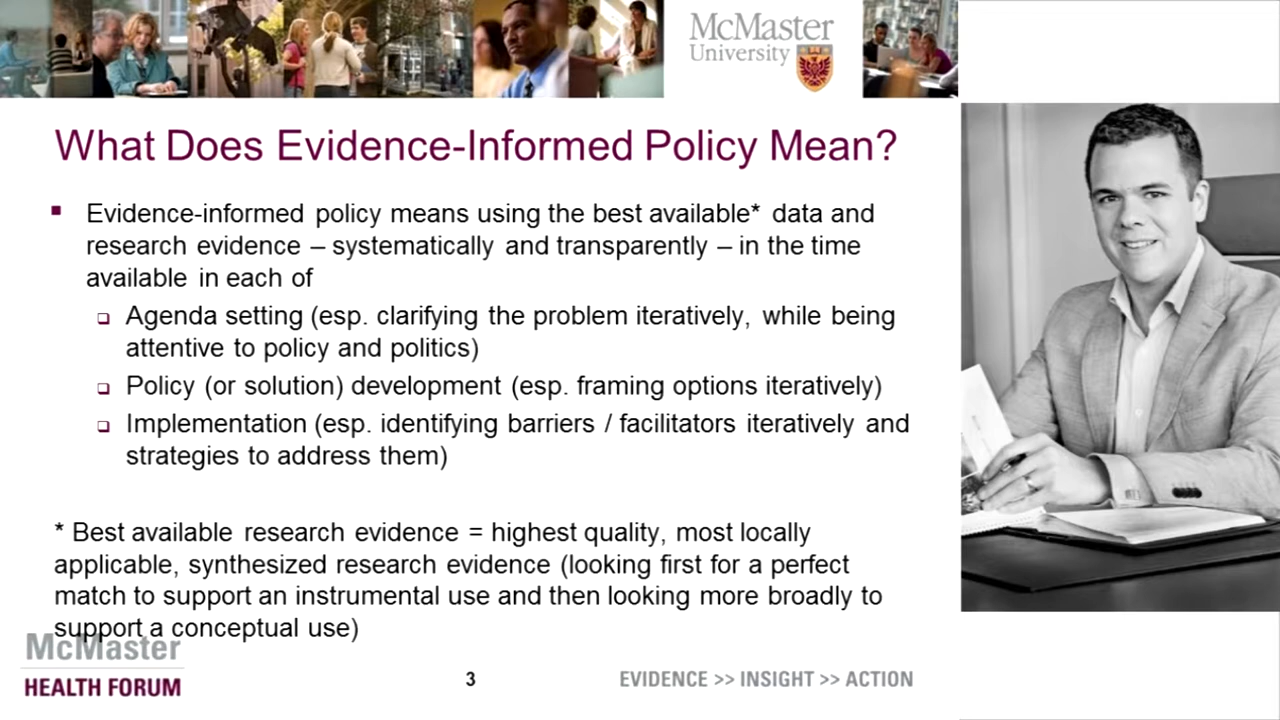 McMaster
University
What Does Evidence-Informed Policy Mean?
Evidence-informed policy means using the best available* data and
research evidence – systematically and transparently – in the time
available in each of
Agenda setting (esp. clarifying the problem iteratively, while being
attentive to policy and politics)
Policy (or solution) development (esp. framing options iteratively)
Implementation (esp. identifying barriers / facilitators iteratively and
strategies to address them)
* Best available research evidence = highest quality, most locally
applicable, synthesized research evidence (looking first for a perfect
match to support an instrumental use and then looking more broadly to
support a conceptual use)
McMaster
HEALTH FORUM
3
EVIDENCE >> INSIGHT >> ACTION